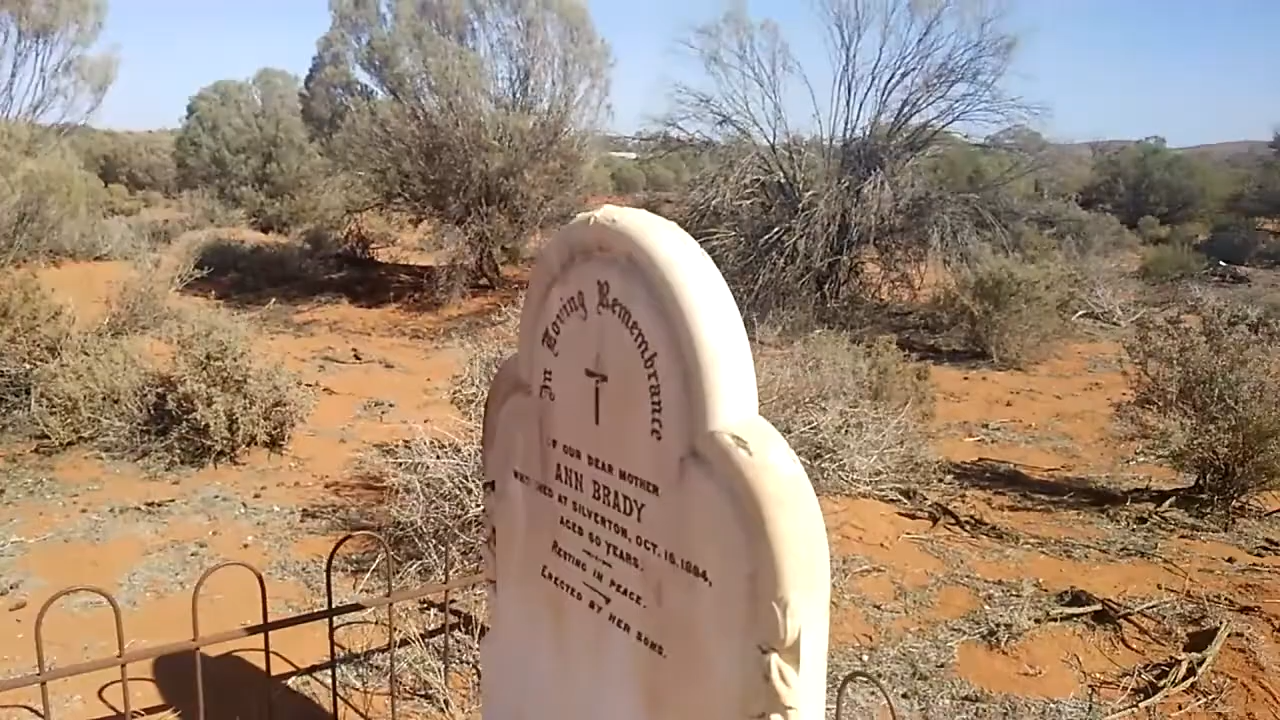 In Loving Remembrance
OF OUR DEAR MOTHER
ANN BRADY
WHO DIED AT SILVERTON, OCT. 16. 1884,
AGED 60 YEARS.
RESTING IN PEACE.
ERECTED BY HER SONS.